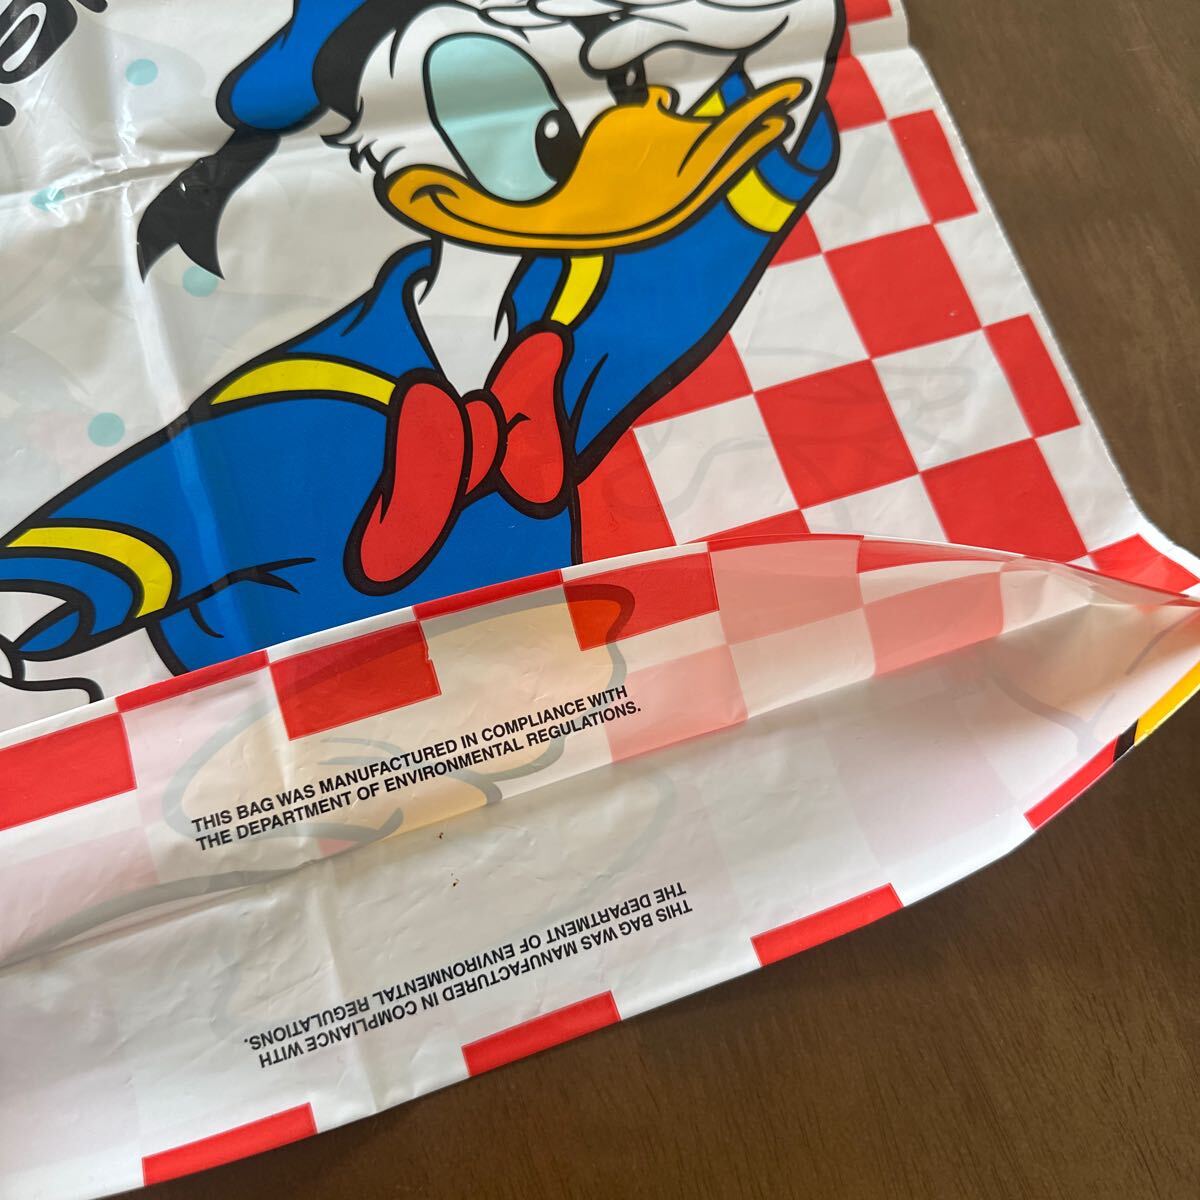 THIS BAG WAS MANUFACTURED IN COMPLIANCE WITH
THE DEPARTMENT OF ENVIRONMENTAL REGULATIONS.
THIS BAG WAS MANUFACTURED IN COMPLIANCE WITH
THE DEPARTMENT OF ENVIRONMENTAL REGULATIONS.